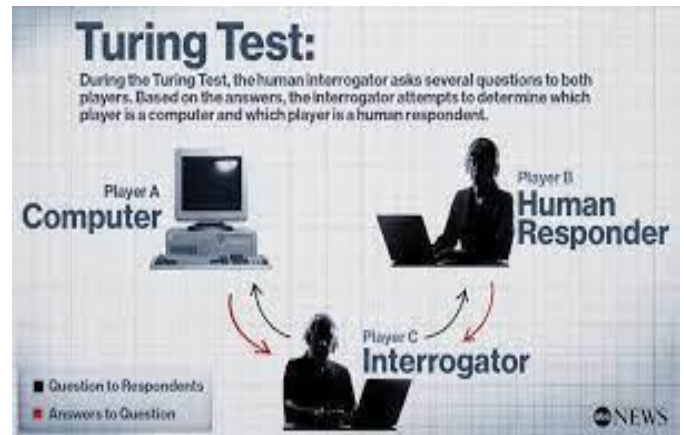 Turing Test:
During the Turing Test, the human interrogator asks several questions to both
players. Based on the answers, the interrogator attempts to determine which
player is a computer and which player is a human respondent.
Player A
Computer
Player B
Human
Responder
Player C
Interrogator
Question to Respondents
Answers to Question
abc NEWS